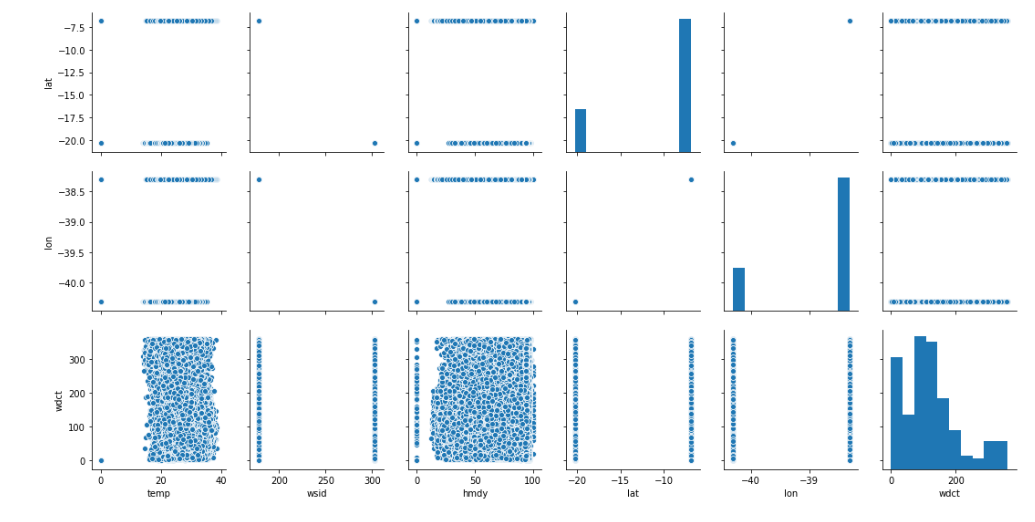 −7.5
−10.0
−12.5
−15.0
−17.5
−20.0
lat
−38.5
−39.0
−39.5
−40.0
lon
300
200
100
0
wdct
0 20 40
temp
200 250 300
wsid
0 50 100
hmdy
−20 −15 −10
lat
−40 −39
lon
0 200
wdct